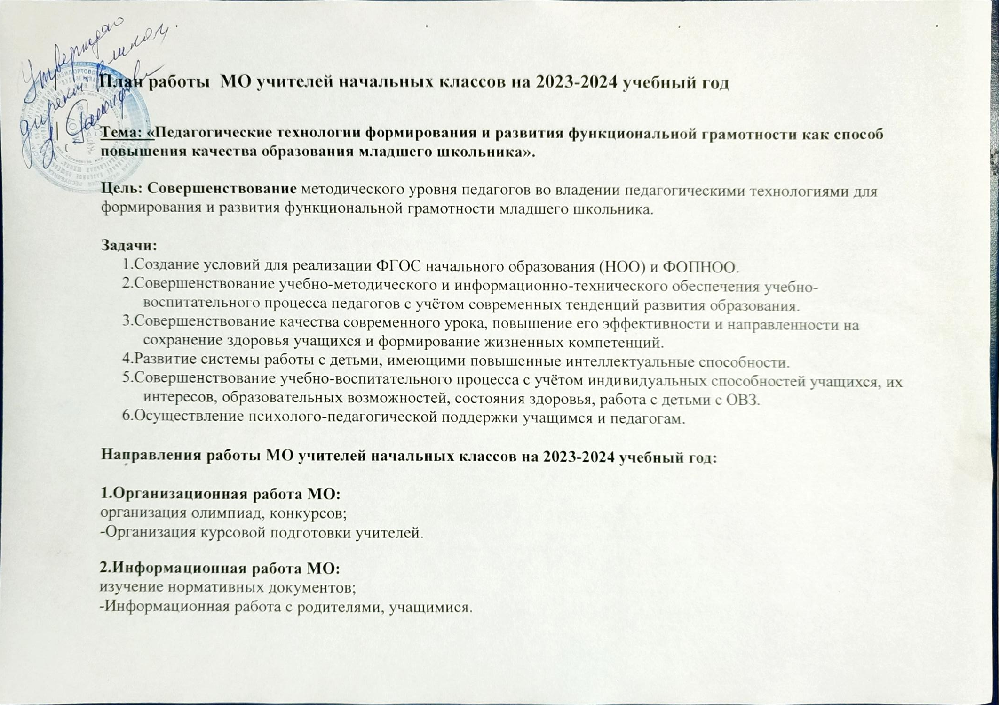 Утверждаю
директ. школы
План работы МО учителей начальных классов на 2023-2024 учебный год
Тема: «Педагогические технологии формирования и развития функциональной грамотности как способ
повышения качества образования младшего школьника».
Цель: Совершенствование методического уровня педагогов во владении педагогическими технологиями для
формирования и развития функциональной грамотности младшего школьника.
Задачи:
1.Создание условий для реализации ФГОС начального образования (НОО) и ФОПНОО.
2.Совершенствование учебно-методического и информационно-технического обеспечения учебно-
воспитательного процесса педагогов с учётом современных тенденций развития образования.
3.Совершенствование качества современного урока, повышение его эффективности и направленности на
сохранение здоровья учащихся и формирование жизненных компетенций.
4.Развитие системы работы с детьми, имеющими повышенные интеллектуальные способности.
5.Совершенствование учебно-воспитательного процесса с учётом индивидуальных способностей учащихся, их
интересов, образовательных возможностей, состояния здоровья, работа с детьми с ОВЗ.
6.Осуществление психолого-педагогической поддержки учащимся и педагогам.
Направления работы МО учителей начальных классов на 2023-2024 учебный год:
1.Организационная работа МО:
организация олимпиад, конкурсов;
-Организация курсовой подготовки учителей.
2.Информационная работа МО:
изучение нормативных документов;
-Информационная работа с родителями, учащимися.